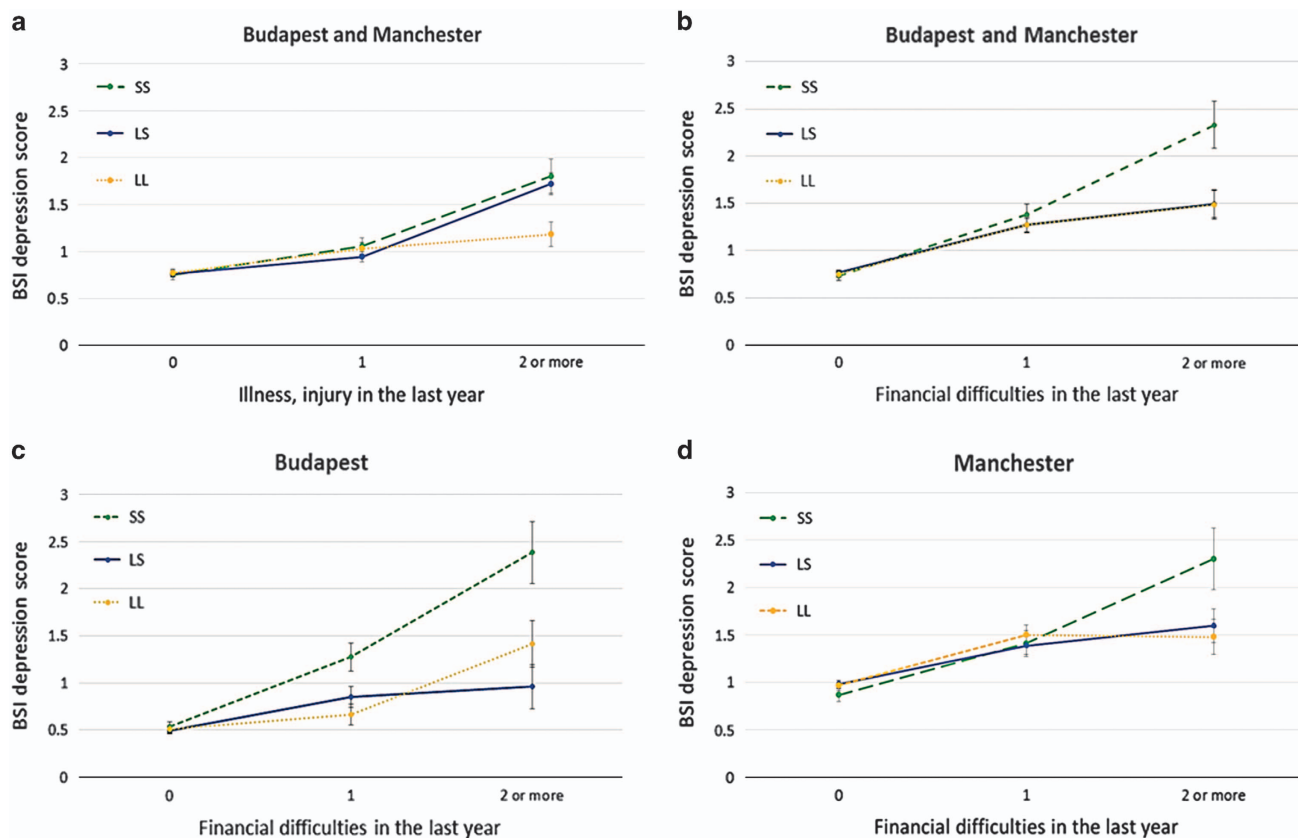 a
Budapest and Manchester
3
2.5
2
1.5
1
0.5
0
SS
LS
LL
BSI depression score
0
1
2 or more
Illness, injury in the last year
b
Budapest and Manchester
3
2.5
2
1.5
1
0.5
0
SS
LS
LL
BSI depression score
0
1
2 or more
Financial difficulties in the last year
c
Budapest
3
2.5
2
1.5
1
0.5
0
SS
LS
LL
BSI depression score
0
1
2 or more
Financial difficulties in the last year
d
Manchester
3
2.5
2
1.5
1
0.5
0
SS
LS
LL
BSI depression score
0
1
2 or more
Financial difficulties in the last year